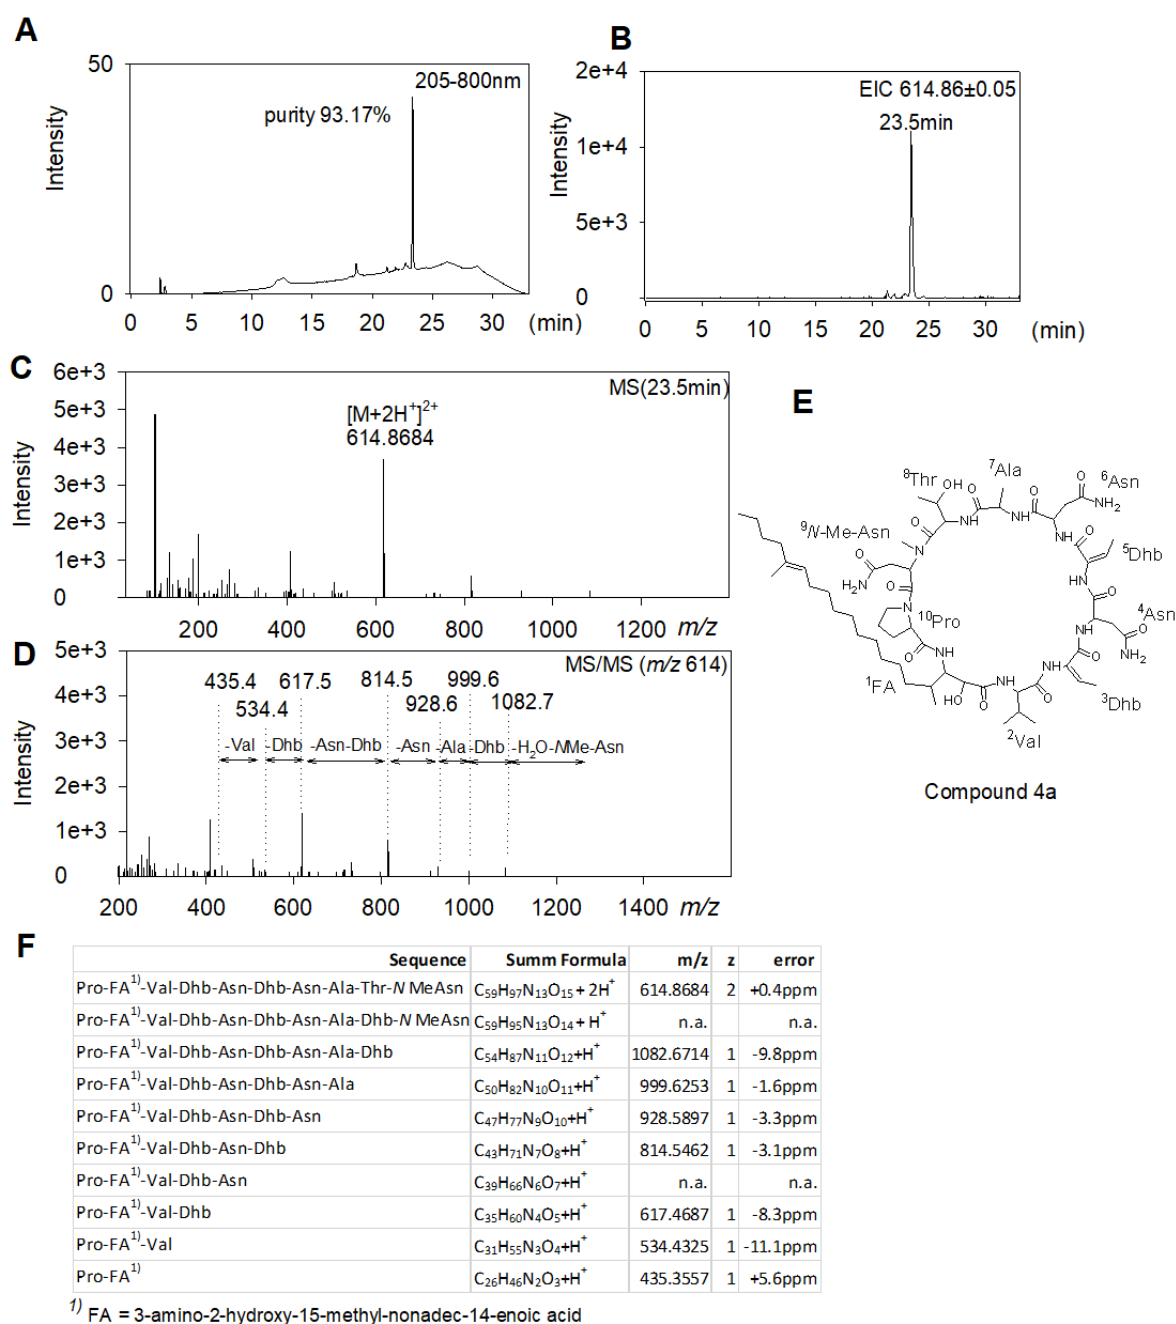 A
50
205-800nm
purity 93.17%
Intensity
0
0 5 10 15 20 25 30 (min)
B
2e+4
EIC 614.86±0.05
23.5min
1e+4
Intensity
5e+3
0
0 5 10 15 20 25 30 (min)
C
6e+3
MS(23.5min)
5e+3
[M+2H⁺]²⁺
614.8684
4e+3
Intensity
3e+3
2e+3
1e+3
0
200 400 600 800 1000 1200 m/z
D
5e+3
MS/MS (m/z 614)
435.4 617.5 814.5 999.6
534.4 928.6 1082.7
4e+3
3e+3
-Val -Dhb -Asn-Dhb -Asn -Ala -Dhb -H₂O-NMe-Asn
Intensity
2e+3
1e+3
0
200 400 600 800 1000 1200 1400 m/z
E
⁷Ala
⁸Thr
OH
O
⁶Asn
NH₂
O
NH
O
NH
O
⁹N-Me-Asn
O
N
NH
O
⁵Dhb
H₂N
O
O
HN
N
¹⁰Pro
O
⁴Asn
O
NH
O
NH₂
O
NH
O
NH
O
¹FA
HO
NH
O
³Dhb
²Val
Compound 4a
F
Sequence Summ Formula m/z z error
Pro-FA¹⁾-Val-Dhb-Asn-Dhb-Asn-Ala-Thr-N MeAsn C₅₉H₉₇N₁₃O₁₅+ 2H⁺ 614.8684 2 +0.4ppm
Pro-FA¹⁾-Val-Dhb-Asn-Dhb-Asn-Ala-Dhb-N MeAsn C₅₉H₉₅N₁₃O₁₄+ H⁺ n.a. n.a.
Pro-FA¹⁾-Val-Dhb-Asn-Dhb-Asn-Ala-Dhb C₅₄H₈₇N₁₁O₁₂+H⁺ 1082.6714 1 -9.8ppm
Pro-FA¹⁾-Val-Dhb-Asn-Dhb-Asn-Ala C₅₀H₈₂N₁₀O₁₁+H⁺ 999.6253 1 -1.6ppm
Pro-FA¹⁾-Val-Dhb-Asn-Dhb-Asn C₄₇H₇₇N₉O₁₀+H⁺ 928.5897 1 -3.3ppm
Pro-FA¹⁾-Val-Dhb-Asn-Dhb C₄₃H₇₁N₇O₈+H⁺ 814.5462 1 -3.1ppm
Pro-FA¹⁾-Val-Dhb-Asn C₃₉H₆₆N₆O₇+H⁺ n.a. n.a.
Pro-FA¹⁾-Val-Dhb C₃₅H₆₀N₄O₅+H⁺ 617.4687 1 -8.3ppm
Pro-FA¹⁾-Val C₃₁H₅₅N₃O₄+H⁺ 534.4325 1 -11.1ppm
Pro-FA¹⁾ C₂₆H₄₆N₂O₃+H⁺ 435.3557 1 +5.6ppm
¹⁾ FA = 3-amino-2-hydroxy-15-methyl-nonadec-14-enoic acid